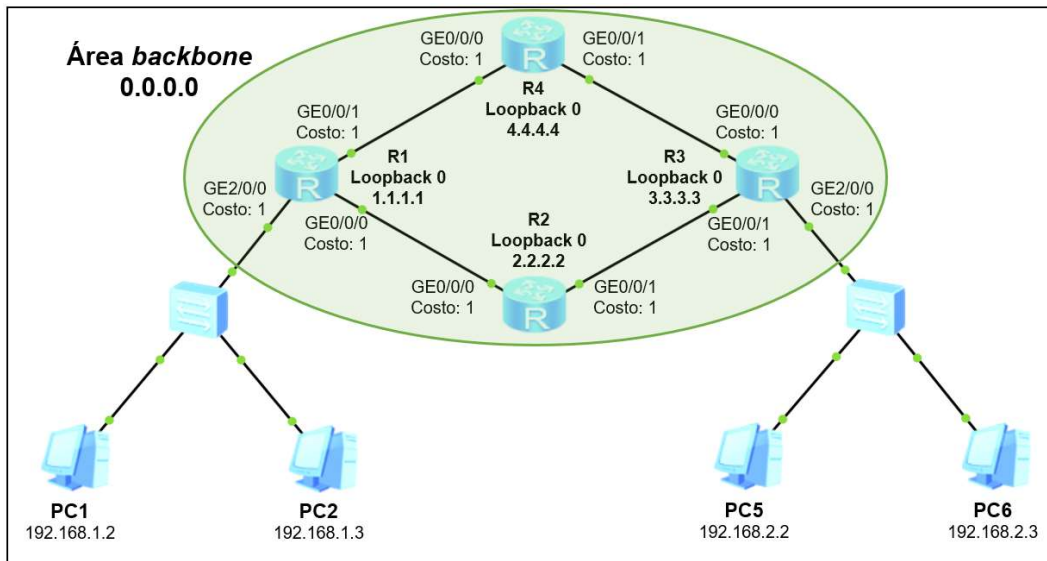 Área backbone
0.0.0.0
GE0/0/0
Costo: 1
GE0/0/1
Costo: 1
R
R4
Loopback 0
4.4.4.4
GE0/0/1
Costo: 1
GE0/0/0
Costo: 1
R
R1
Loopback 0
1.1.1.1
R3
Loopback 0
3.3.3.3
R
GE2/0/0
Costo: 1
GE2/0/0
Costo: 1
GE0/0/0
Costo: 1
R2
Loopback 0
2.2.2.2
GE0/0/1
Costo: 1
GE0/0/0
Costo: 1
R
GE0/0/1
Costo: 1
PC1
192.168.1.2
PC2
192.168.1.3
PC5
192.168.2.2
PC6
192.168.2.3